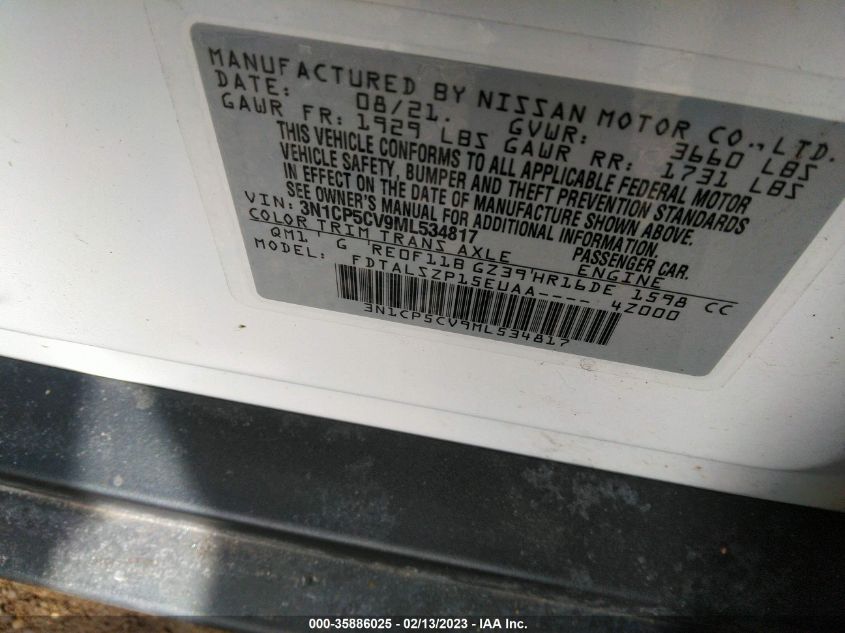 MANUFACTURED BY NISSAN MOTOR CO., LTD.
DATE: 08/21. GVWR: 3660 LBS
GAWR FR: 1929 LBS GAWR RR: 1731 LBS
THIS VEHICLE CONFORMS TO ALL APPLICABLE FEDERAL MOTOR
VEHICLE SAFETY, BUMPER AND THEFT PREVENTION STANDARDS
IN EFFECT ON THE DATE OF MANUFACTURE SHOWN ABOVE.
SEE OWNER'S MANUAL FOR ADDITIONAL INFORMATION
VIN: 3N1CP5CV9ML534817 PASSENGER CAR.
COLOR TRIM TRANS AXLE ENGINE
QM1 G RE0F11B GZ39 HR16DE 1598 CC
MODEL: FDTALSZP15EUAA---- 4Z000
3N1CP5CV9ML534817
000-35886025 - 02/13/2023 - IAA Inc.